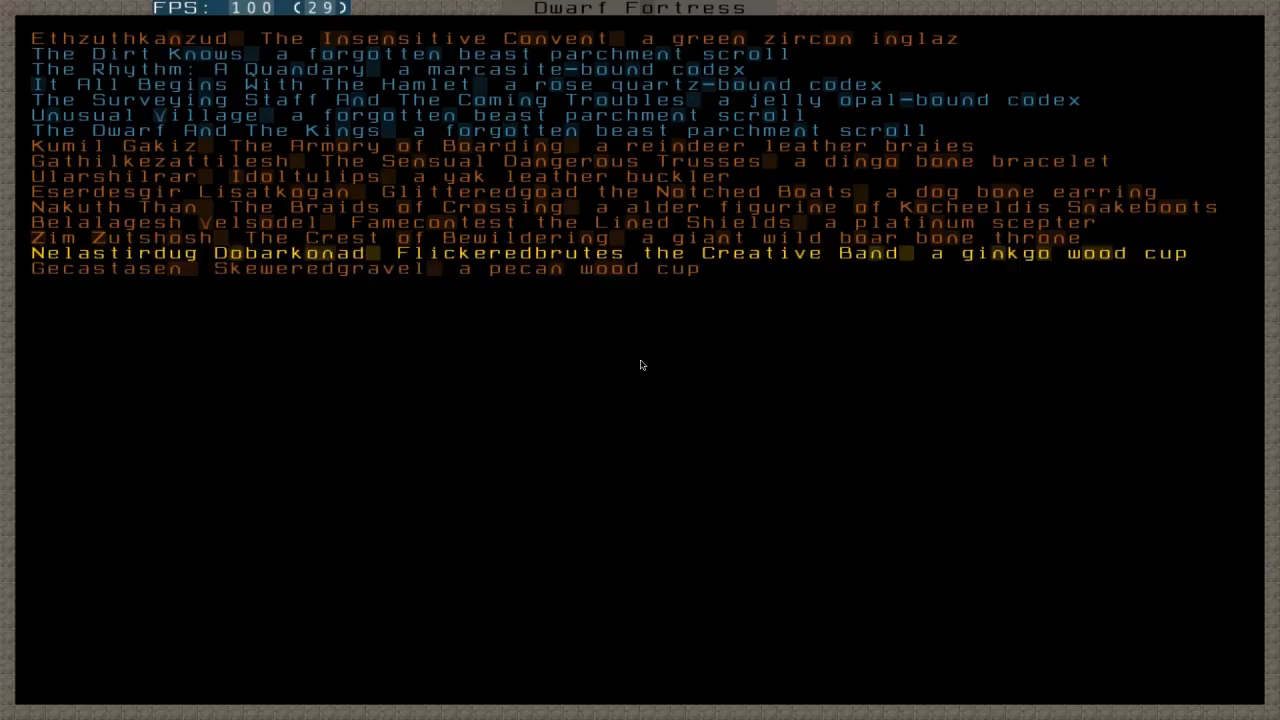 FPS: 100 (29)
Dwarf Fortress
Ethzuthkanzud, The Insensitive Convent, a green zircon inglaz
The Dirt Knows, a forgotten beast parchment scroll
The Rhythm: A Quandary, a marcasite-bound codex
It All Begins With The Hamlet, a rose quartz-bound codex
The Surveying Staff And The Coming Troubles, a jelly opal-bound codex
Unusual Village, a forgotten beast parchment scroll
The Dwarf And The Kings, a forgotten beast parchment scroll
Kumil Gakiz, The Armory of Boarding, a reindeer leather braies
Gathilkezattilesh, The Sensual Dangerous Trusses, a dingo bone bracelet
Ularshilrar, Idoltulips, a yak leather buckler
Eserdesgir Lisatkogan, Glitteredgoad the Notched Boats, a dog bone earring
Nakuth Than, The Braids of Crossing, a alder figurine of Kocheeldis Snakeboots
Belalagesh Velsodel, Famecontest the Lined Shields, a platinum scepter
Zim Zutshosh, The Crest of Bewildering, a giant wild boar bone throne
Nelastirdug Dobarkonad, Flickeredbrutes the Creative Band, a ginkgo wood cup
Gecastasen, Skeweredgravel, a pecan wood cup